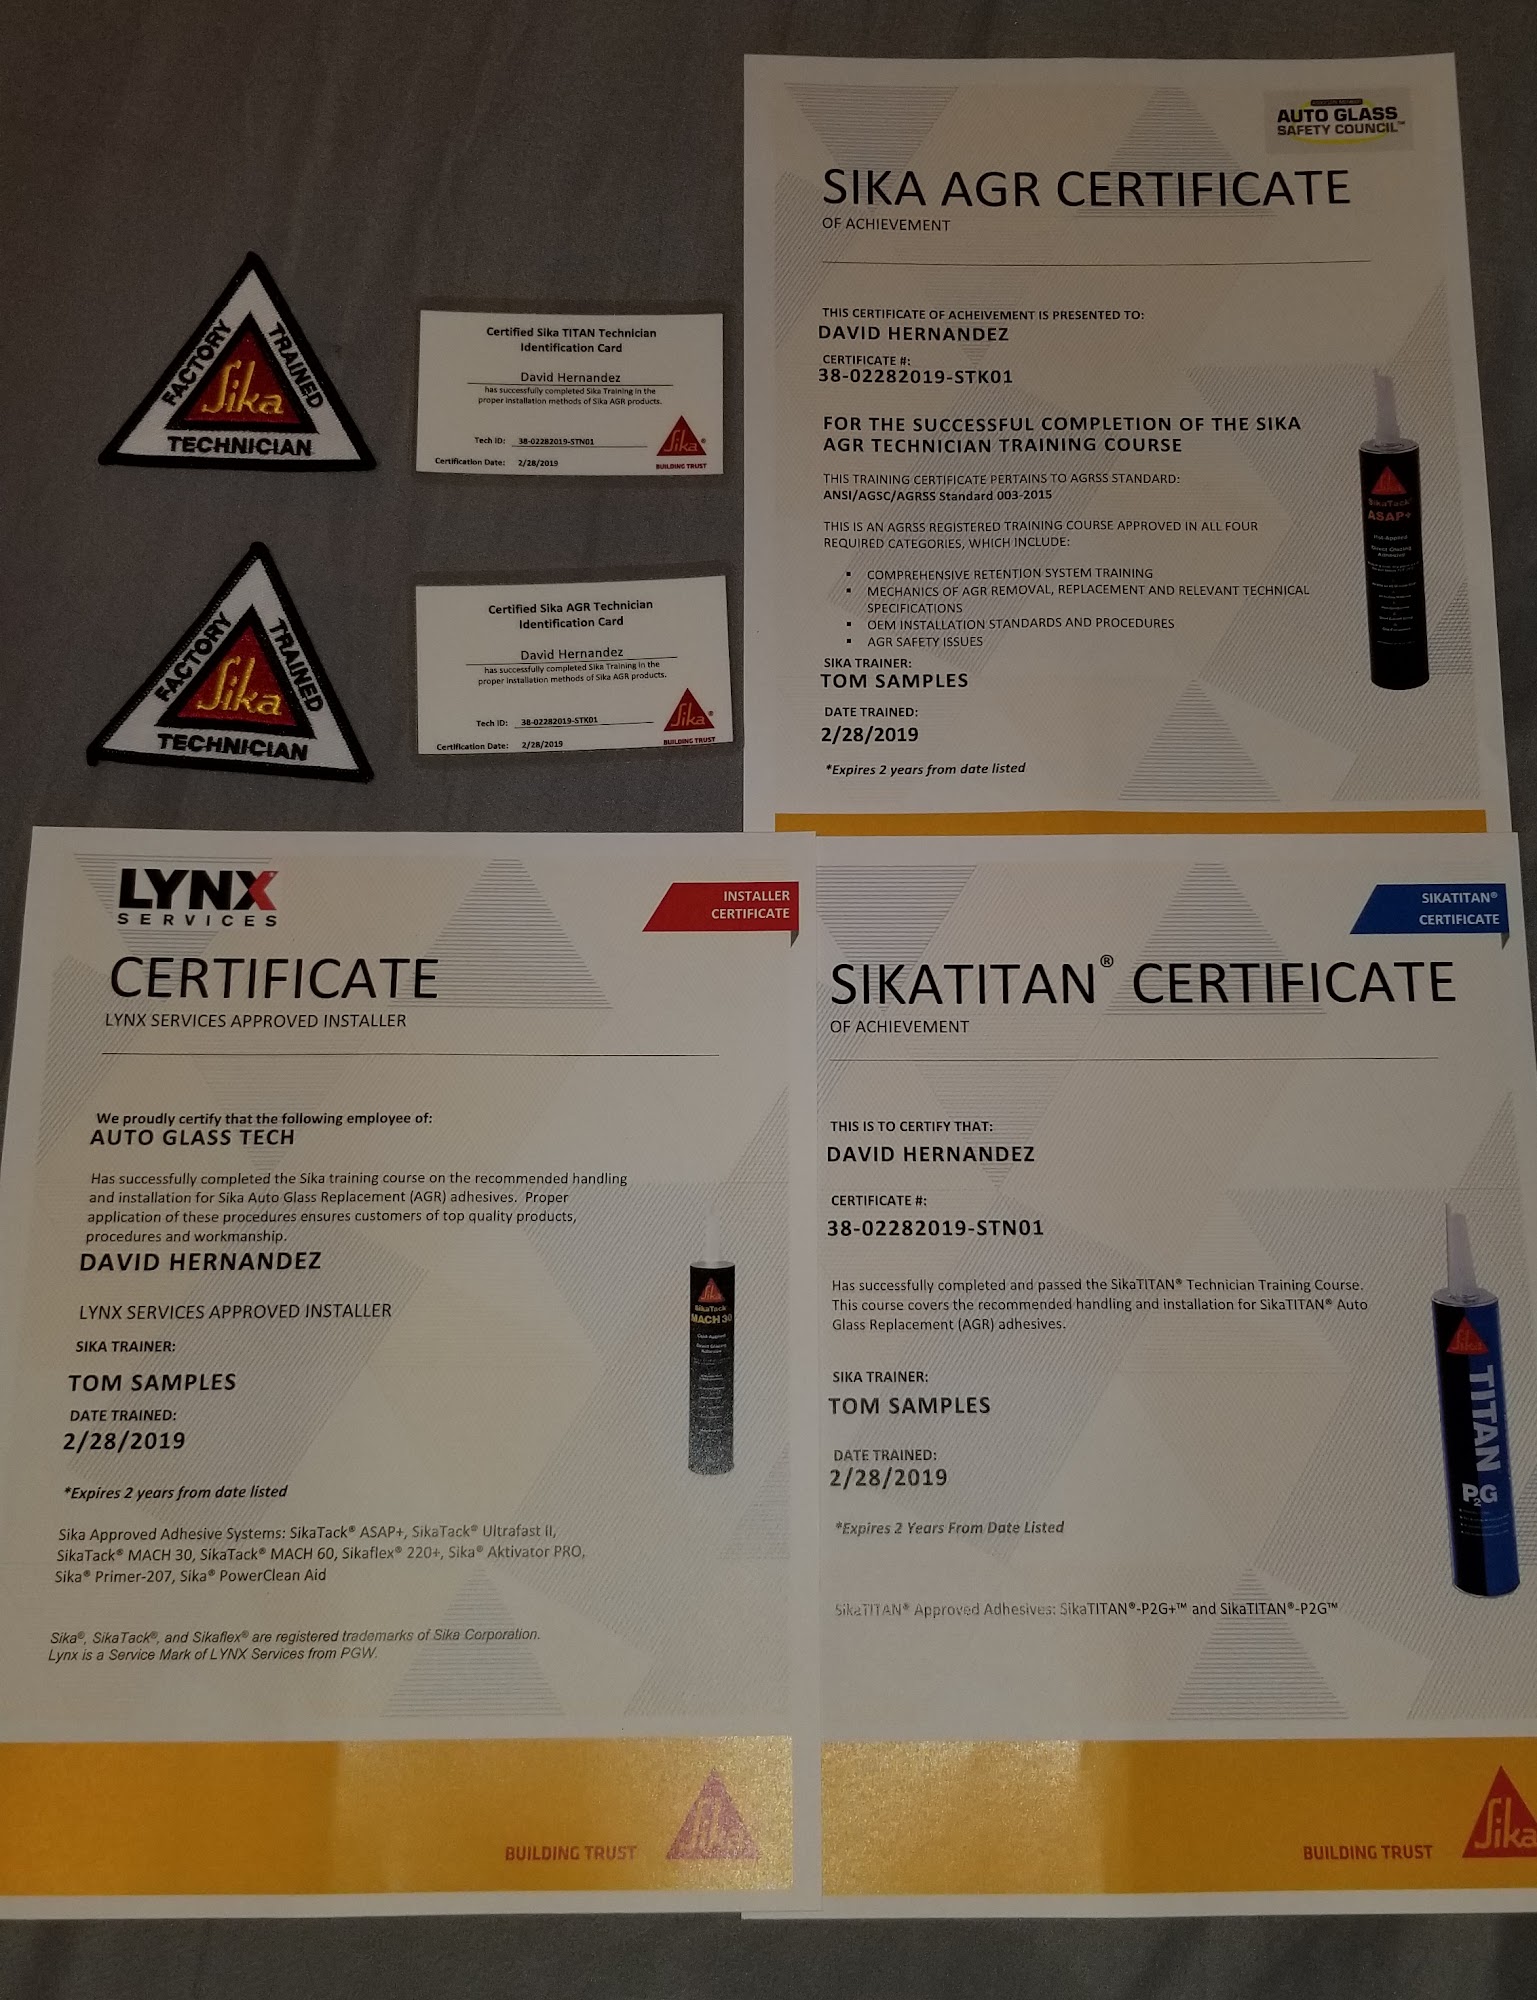 FACTORY
TRAINED
Sika
TECHNICIAN
Certified Sika TITAN Technician
Identification Card
David Hernandez
has successfully completed Sika Training in the
proper installation methods of Sika AGR products.
Tech ID: 38-02282019-STN01
Certification Date: 2/28/2019
Sika®
BUILDING TRUST
FACTORY
TRAINED
Sika
TECHNICIAN
Certified Sika AGR Technician
Identification Card
David Hernandez
has successfully completed Sika Training in the
proper installation methods of Sika AGR products.
Tech ID: 38-02282019-STK01
Certification Date: 2/28/2019
Sika®
BUILDING TRUST
AUTO GLASS
SAFETY COUNCIL™
SIKA AGR CERTIFICATE
OF ACHIEVEMENT
THIS CERTIFICATE OF ACHEIVEMENT IS PRESENTED TO:
DAVID HERNANDEZ
CERTIFICATE #:
38-02282019-STK01
FOR THE SUCCESSFUL COMPLETION OF THE SIKA
AGR TECHNICIAN TRAINING COURSE
THIS TRAINING CERTIFICATE PERTAINS TO AGRSS STANDARD:
ANSI/AGSC/AGRSS Standard 003-2015
THIS IS AN AGRSS REGISTERED TRAINING COURSE APPROVED IN ALL FOUR
REQUIRED CATEGORIES, WHICH INCLUDE:
▪ COMPREHENSIVE RETENTION SYSTEM TRAINING
▪ MECHANICS OF AGR REMOVAL, REPLACEMENT AND RELEVANT TECHNICAL
SPECIFICATIONS
▪ OEM INSTALLATION STANDARDS AND PROCEDURES
▪ AGR SAFETY ISSUES
SIKA TRAINER:
TOM SAMPLES
DATE TRAINED:
2/28/2019
*Expires 2 years from date listed
Sika
SikaTack®
ASAP+
LYNX
SERVICES
INSTALLER
CERTIFICATE
CERTIFICATE
LYNX SERVICES APPROVED INSTALLER
We proudly certify that the following employee of:
AUTO GLASS TECH
Has successfully completed the Sika training course on the recommended handling
and installation for Sika Auto Glass Replacement (AGR) adhesives. Proper
application of these procedures ensures customers of top quality products,
procedures and workmanship.
DAVID HERNANDEZ
LYNX SERVICES APPROVED INSTALLER
SIKA TRAINER:
TOM SAMPLES
DATE TRAINED:
2/28/2019
*Expires 2 years from date listed
Sika Approved Adhesive Systems: SikaTack® ASAP+, SikaTack® Ultrafast II,
SikaTack® MACH 30, SikaTack® MACH 60, Sikaflex® 220+, Sika® Aktivator PRO,
Sika® Primer-207, Sika® PowerClean Aid
Sika®, SikaTack®, and Sikaflex® are registered trademarks of Sika Corporation.
Lynx is a Service Mark of LYNX Services from PGW.
Sika
SikaTack
MACH 30
BUILDING TRUST
Sika
SIKATITAN®
CERTIFICATE
SIKATITAN® CERTIFICATE
OF ACHIEVEMENT
THIS IS TO CERTIFY THAT:
DAVID HERNANDEZ
CERTIFICATE #:
38-02282019-STN01
Has successfully completed and passed the SikaTITAN® Technician Training Course.
This course covers the recommended handling and installation for SikaTITAN® Auto
Glass Replacement (AGR) adhesives.
SIKA TRAINER:
TOM SAMPLES
DATE TRAINED:
2/28/2019
*Expires 2 Years From Date Listed
SikaTITAN® Approved Adhesives: SikaTITAN®-P2G+™ and SikaTITAN®-P2G™
Sika
TITAN
P2G
BUILDING TRUST
Sika